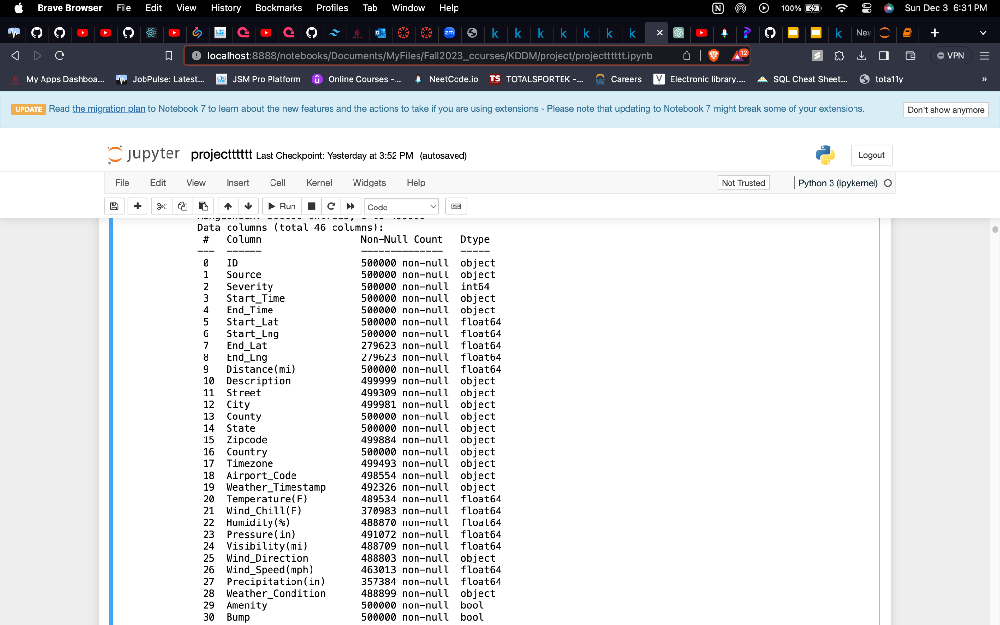 Brave Browser File Edit View History Bookmarks Profiles Tab Window Help 100% Sun Dec 3 6:31 PM
zm New
localhost:8888/notebooks/Documents/MyFiles/Fall2023_courses/KDDM/project/projectttttt.ipynb 12 VPN
My Apps Dashboa... JobPulse: Latest... JSM Pro Platform Online Courses -... NeetCode.io TS TOTALSPORTEK -... Careers Electronic library.... SQL Cheat Sheet... tota11y »
UPDATE Read the migration plan to Notebook 7 to learn about the new features and the actions to take if you are using extensions - Please note that updating to Notebook 7 might break some of your extensions. Don't show anymore
jupyter projectttttt Last Checkpoint: Yesterday at 3:52 PM (autosaved) Logout
File Edit View Insert Cell Kernel Widgets Help Not Trusted Python 3 (ipykernel)
Run Code
Data columns (total 46 columns):
# Column Non-Null Count Dtype
--- ------ -------------- -----
0 ID 500000 non-null object
1 Source 500000 non-null object
2 Severity 500000 non-null int64
3 Start_Time 500000 non-null object
4 End_Time 500000 non-null object
5 Start_Lat 500000 non-null float64
6 Start_Lng 500000 non-null float64
7 End_Lat 279623 non-null float64
8 End_Lng 279623 non-null float64
9 Distance(mi) 500000 non-null float64
10 Description 499999 non-null object
11 Street 499309 non-null object
12 City 499981 non-null object
13 County 500000 non-null object
14 State 500000 non-null object
15 Zipcode 499884 non-null object
16 Country 500000 non-null object
17 Timezone 499493 non-null object
18 Airport_Code 498554 non-null object
19 Weather_Timestamp 492326 non-null object
20 Temperature(F) 489534 non-null float64
21 Wind_Chill(F) 370983 non-null float64
22 Humidity(%) 488870 non-null float64
23 Pressure(in) 491072 non-null float64
24 Visibility(mi) 488709 non-null float64
25 Wind_Direction 488803 non-null object
26 Wind_Speed(mph) 463013 non-null float64
27 Precipitation(in) 357384 non-null float64
28 Weather_Condition 488899 non-null object
29 Amenity 500000 non-null bool
30 Bump 500000 non-null bool